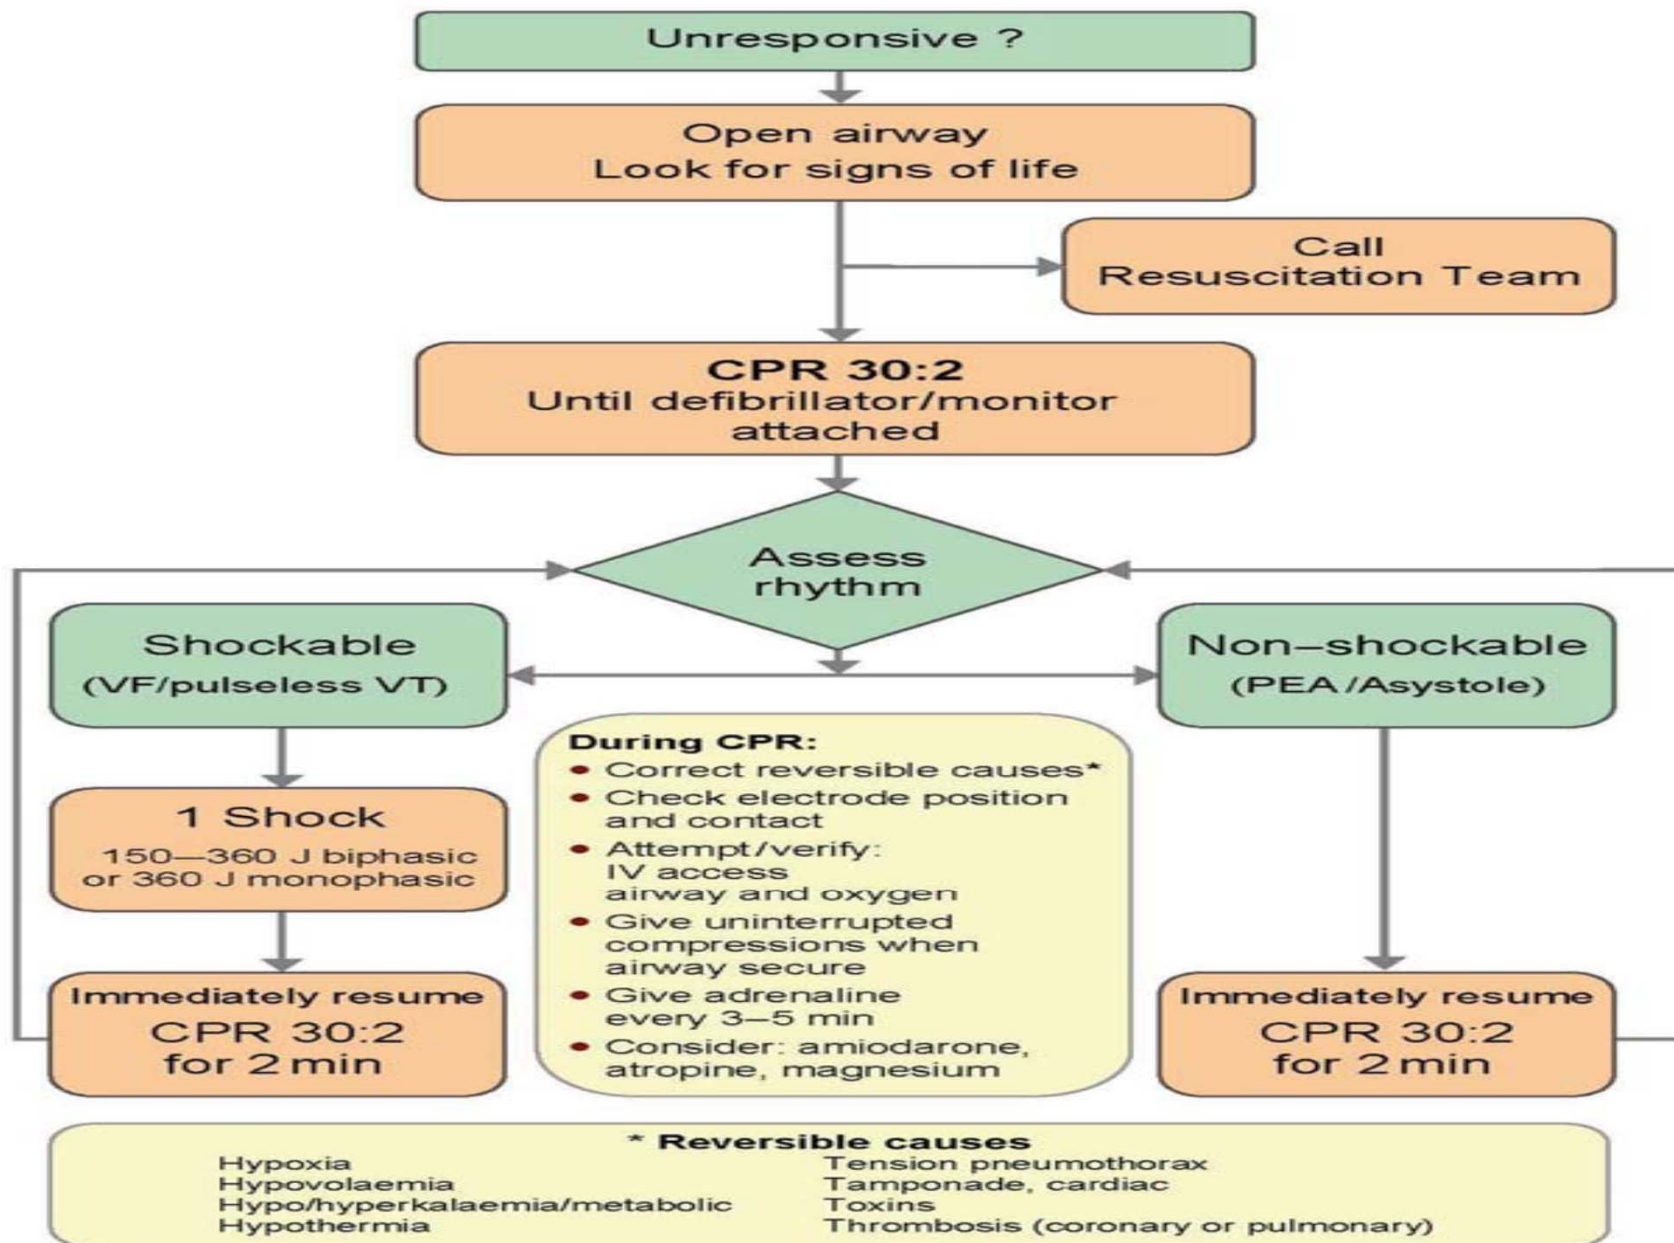 Unresponsive ?
Open airway
Look for signs of life
Call
Resuscitation Team
CPR 30:2
Until defibrillator/monitor
attached
Assess
rhythm
Shockable
(VF/pulseless VT)
Non–shockable
(PEA/Asystole)
1 Shock
150–360 J biphasic
or 360 J monophasic
Immediately resume
CPR 30:2
for 2 min
During CPR:
• Correct reversible causes*
• Check electrode position
and contact
• Attempt/verify:
IV access
airway and oxygen
• Give uninterrupted
compressions when
airway secure
• Give adrenaline
every 3–5 min
• Consider: amiodarone,
atropine, magnesium
Immediately resume
CPR 30:2
for 2 min
* Reversible causes
Hypoxia
Hypovolaemia
Hypo/hyperkalaemia/metabolic
Hypothermia
Tension pneumothorax
Tamponade, cardiac
Toxins
Thrombosis (coronary or pulmonary)